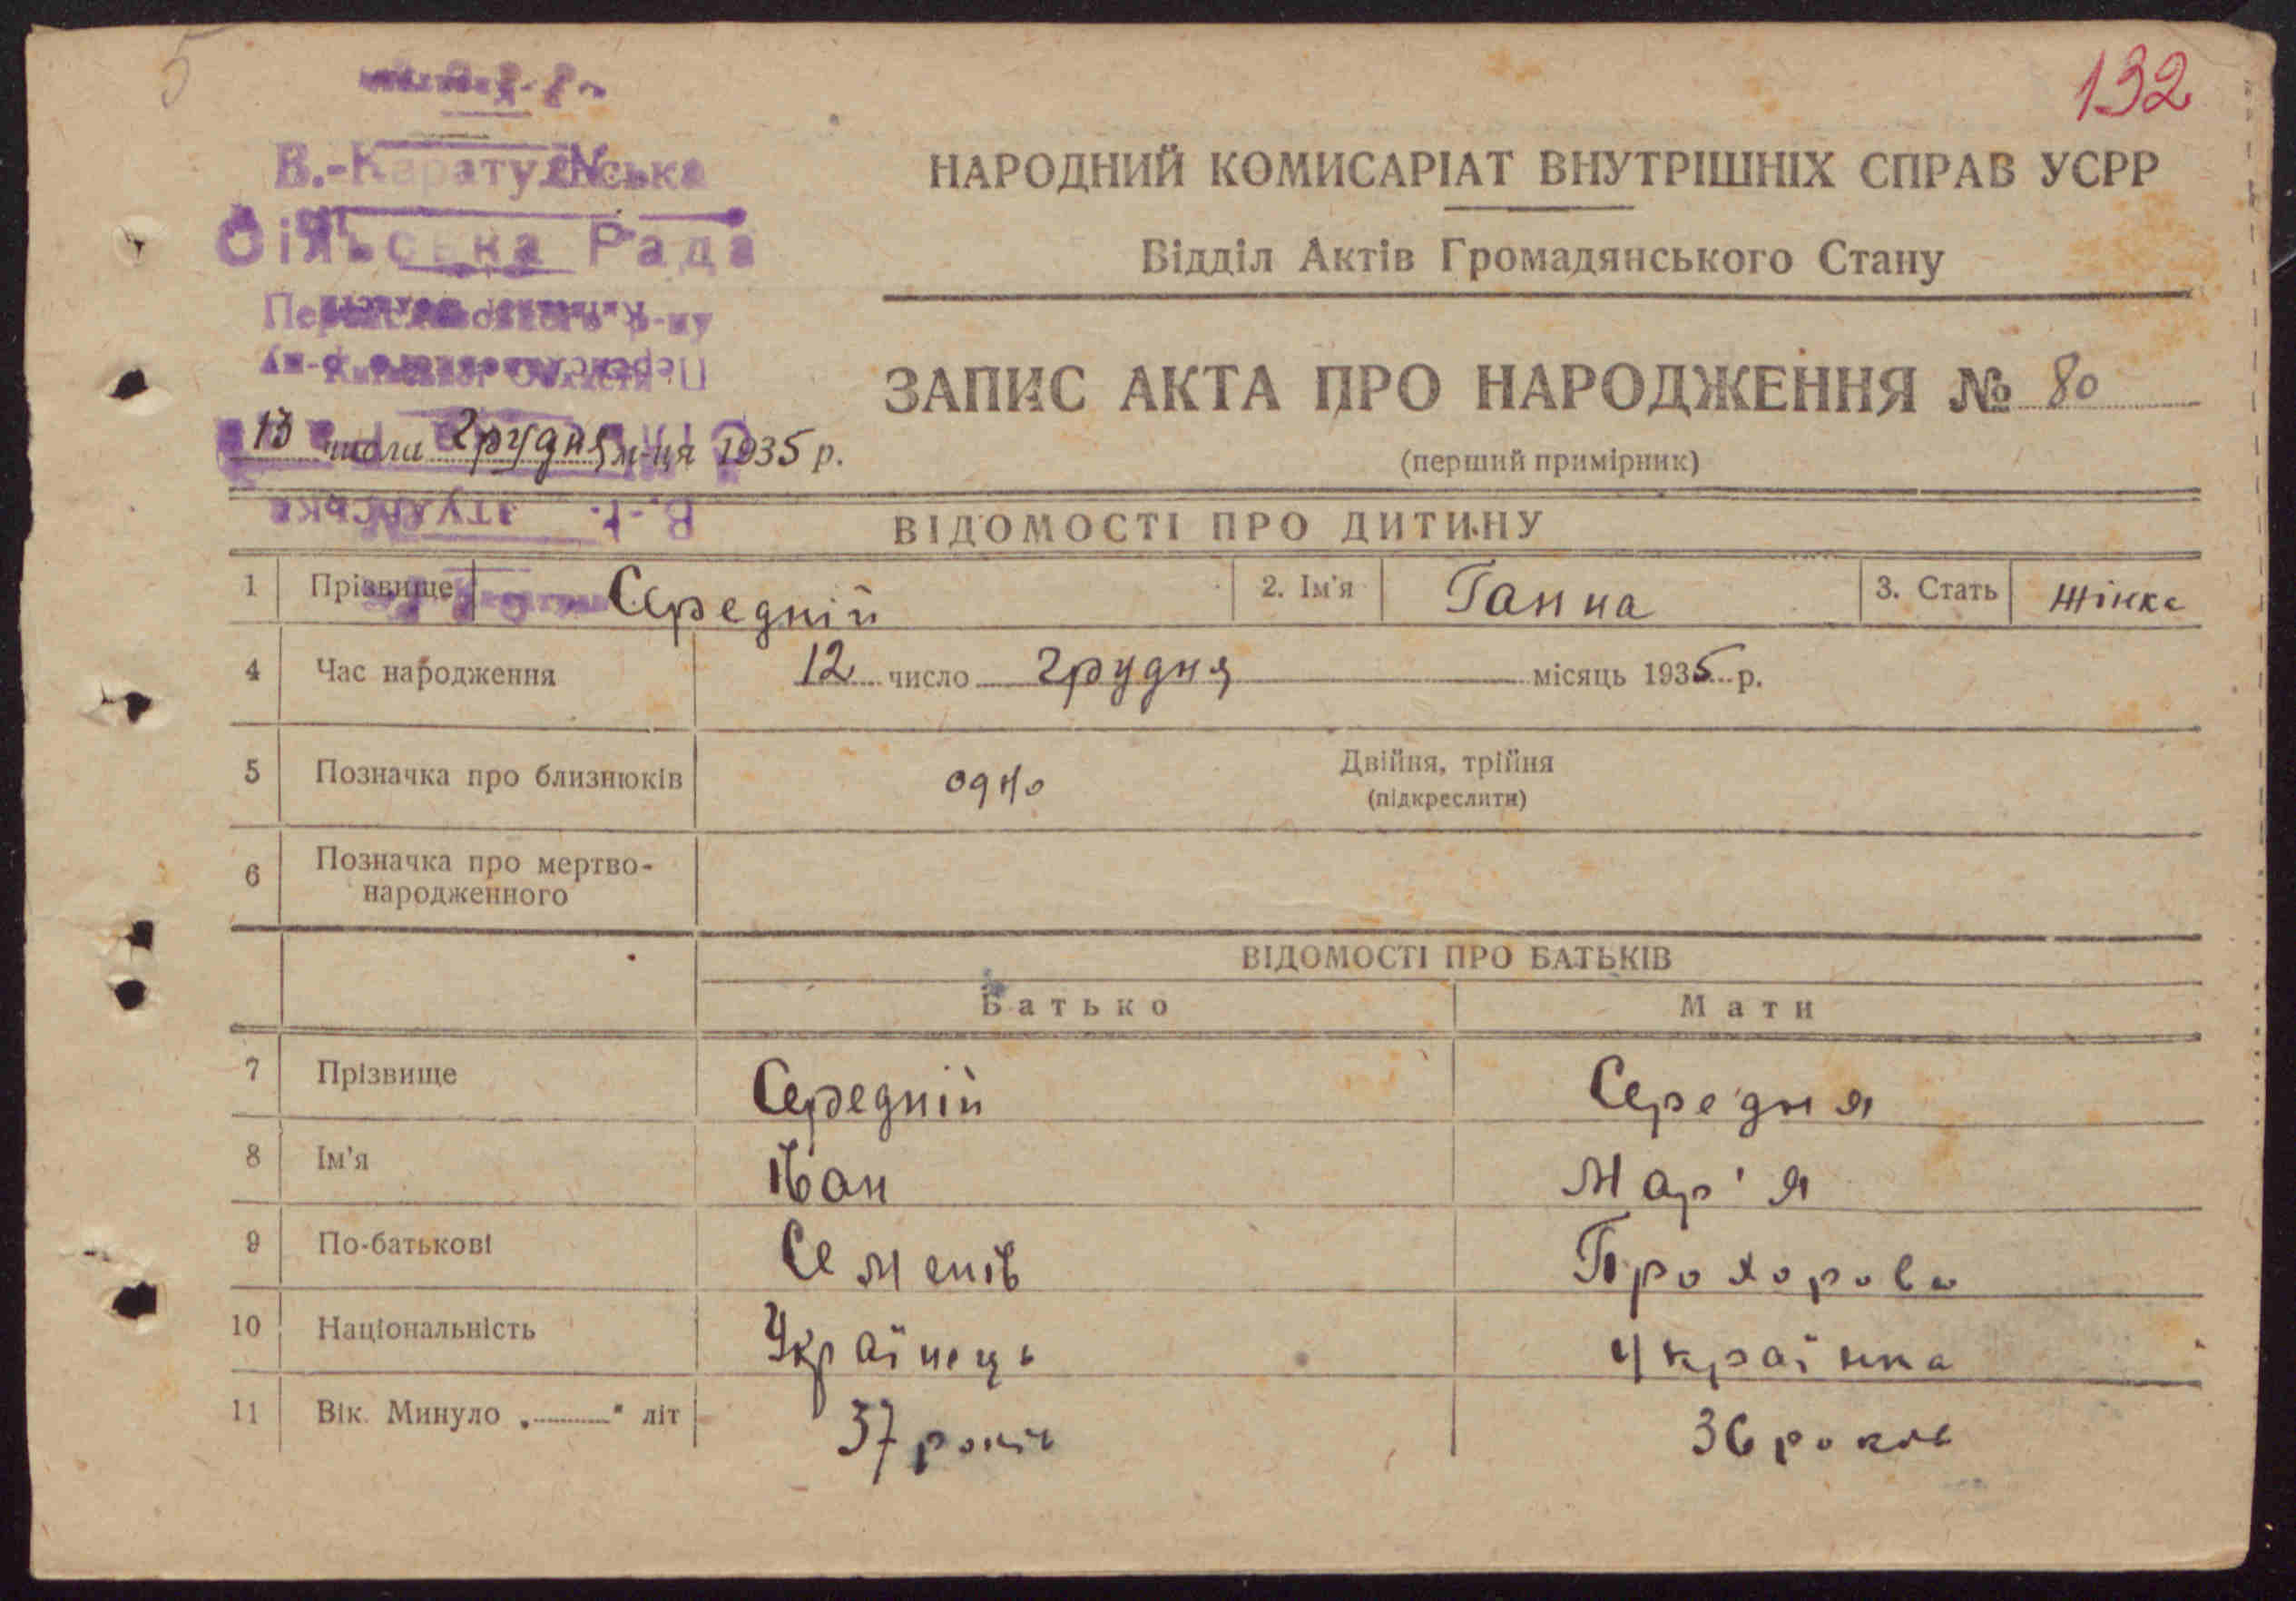 5
132
В.-Каратульська
Сільська Рада
Переяславського р-ну
Київської Области
13 числа грудня м-ця 1935 р.
НАРОДНИЙ КОМИСАРІАТ ВНУТРІШНІХ СПРАВ УСРР
Відділ Актів Громадянського Стану
ЗАПИС АКТА ПРО НАРОДЖЕННЯ № 80
(перший примірник)
ВІДОМОСТІ ПРО ДИТИНУ
1 Прізвище Середній 2. Ім'я Ганна 3. Стать жінка
4 Час народження 12 число грудня місяць 1935 р.
5 Позначка про близнюків одно Двійня, трійня
(підкреслити)
6 Позначка про мертво-
народженного
ВІДОМОСТІ ПРО БАТЬКІВ
Батько Мати
7 Прізвище Середній Середня
8 Ім'я Іван Мар'я
9 По-батькові Семенів Прохорова
10 Національність Українець Українка
11 Вік. Минуло „ " літ 37 років 36 років